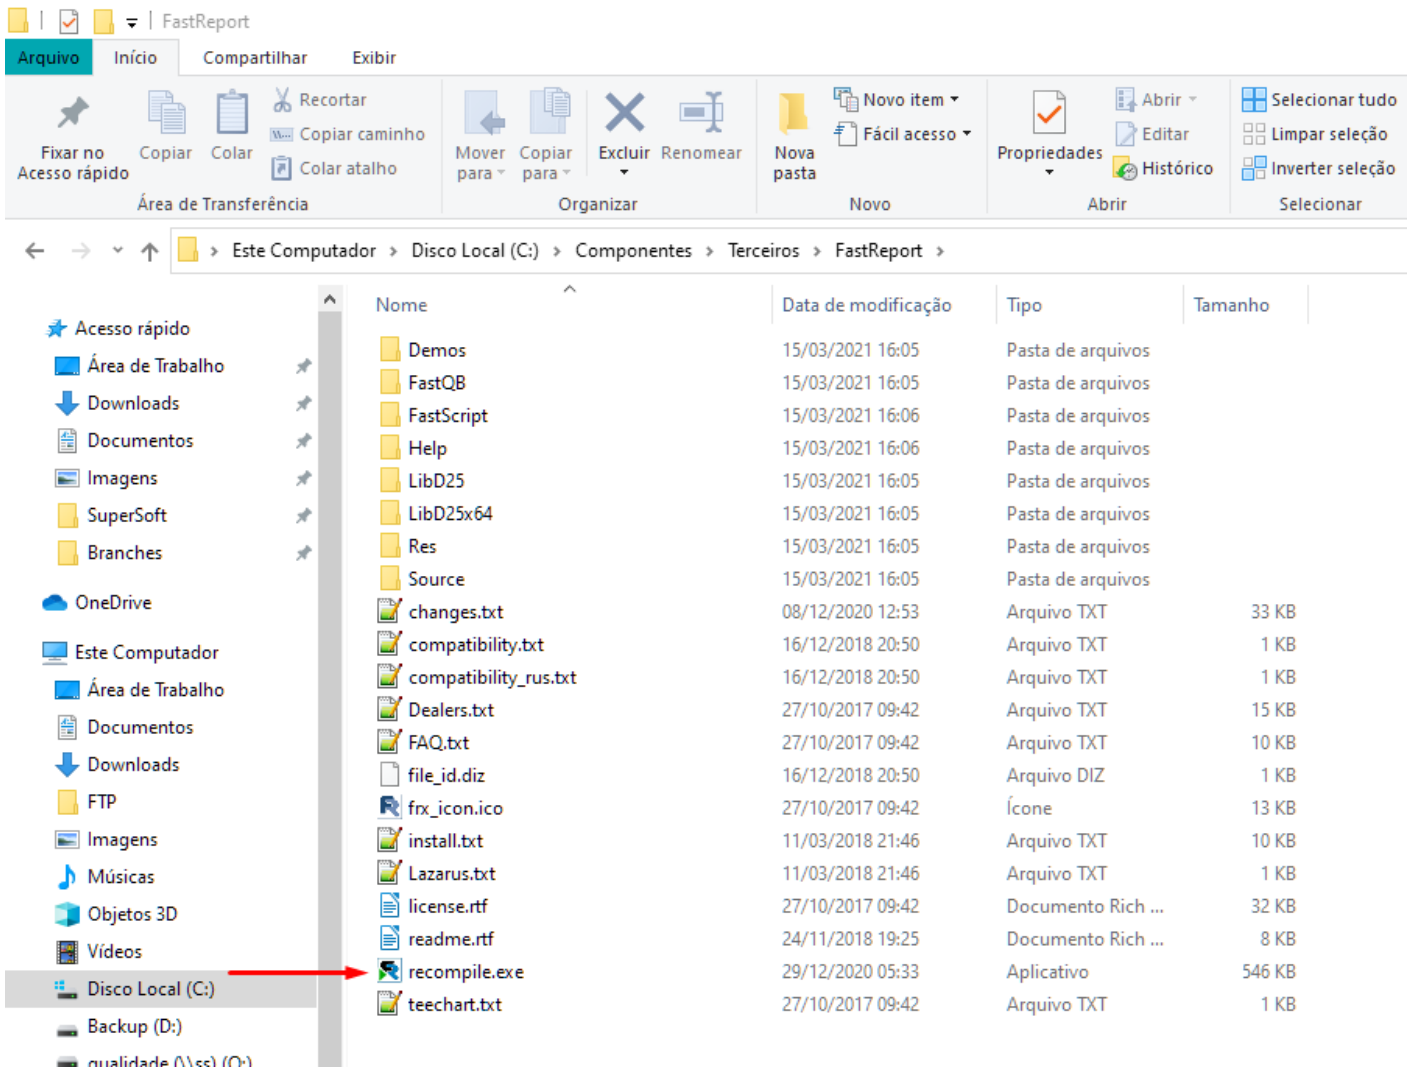 FastReport
Arquivo Início Compartilhar Exibir
Fixar no Acesso rápido
Copiar
Colar
Recortar
Copiar caminho
Colar atalho
Área de Transferência
Mover para
Copiar para
Excluir
Renomear
Organizar
Nova pasta
Novo item
Fácil acesso
Novo
Propriedades
Abrir
Editar
Histórico
Abrir
Selecionar tudo
Limpar seleção
Inverter seleção
Selecionar
Este Computador > Disco Local (C:) > Componentes > Terceiros > FastReport >
Acesso rápido
Área de Trabalho
Downloads
Documentos
Imagens
SuperSoft
Branches
OneDrive
Este Computador
Área de Trabalho
Documentos
Downloads
FTP
Imagens
Músicas
Objetos 3D
Vídeos
Disco Local (C:)
Backup (D:)
qualidade (\\ss) (Q:)
Nome Data de modificação Tipo Tamanho
Demos 15/03/2021 16:05 Pasta de arquivos
FastQB 15/03/2021 16:05 Pasta de arquivos
FastScript 15/03/2021 16:06 Pasta de arquivos
Help 15/03/2021 16:06 Pasta de arquivos
LibD25 15/03/2021 16:05 Pasta de arquivos
LibD25x64 15/03/2021 16:05 Pasta de arquivos
Res 15/03/2021 16:05 Pasta de arquivos
Source 15/03/2021 16:05 Pasta de arquivos
changes.txt 08/12/2020 12:53 Arquivo TXT 33 KB
compatibility.txt 16/12/2018 20:50 Arquivo TXT 1 KB
compatibility_rus.txt 16/12/2018 20:50 Arquivo TXT 1 KB
Dealers.txt 27/10/2017 09:42 Arquivo TXT 15 KB
FAQ.txt 27/10/2017 09:42 Arquivo TXT 10 KB
file_id.diz 16/12/2018 20:50 Arquivo DIZ 1 KB
frx_icon.ico 27/10/2017 09:42 Ícone 13 KB
install.txt 11/03/2018 21:46 Arquivo TXT 10 KB
Lazarus.txt 11/03/2018 21:46 Arquivo TXT 1 KB
license.rtf 27/10/2017 09:42 Documento Rich ... 32 KB
readme.rtf 24/11/2018 19:25 Documento Rich ... 8 KB
recompile.exe 29/12/2020 05:33 Aplicativo 546 KB
teechart.txt 27/10/2017 09:42 Arquivo TXT 1 KB